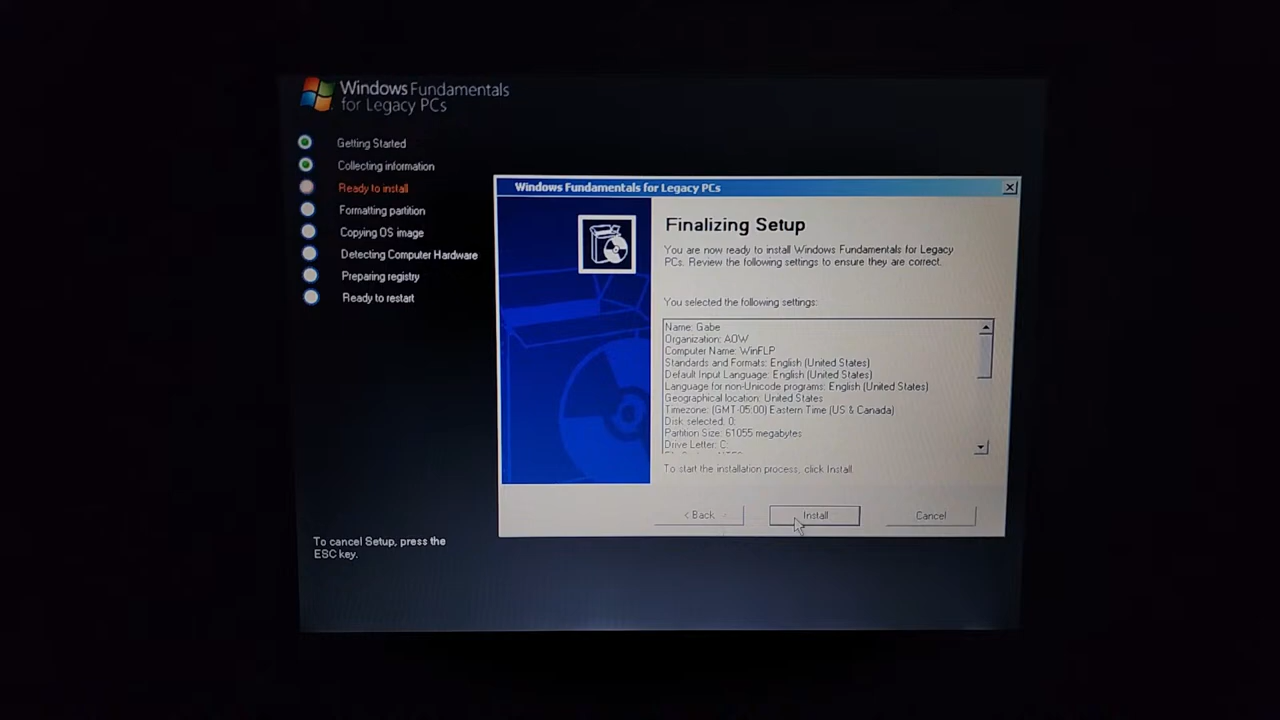 Windows Fundamentals
for Legacy PCs
Getting Started
Collecting information
Ready to install
Formatting partition
Copying OS image
Detecting Computer Hardware
Preparing registry
Ready to restart
To cancel Setup, press the
ESC key.
Windows Fundamentals for Legacy PCs
Finalizing Setup
You are now ready to install Windows Fundamentals for Legacy
PCs. Review the following settings to ensure they are correct.
You selected the following settings:
Name: Gabe
Organization: AOW
Computer Name: WinFLP
Standards and Formats: English (United States)
Default Input Language: English (United States)
Language for non-Unicode programs: English (United States)
Geographical location: United States
Timezone: (GMT-05:00) Eastern Time (US & Canada)
Disk selected: 0:
Partition Size: 61055 megabytes
Drive Letter: C:
To start the installation process, click Install.
< Back
Install
Cancel